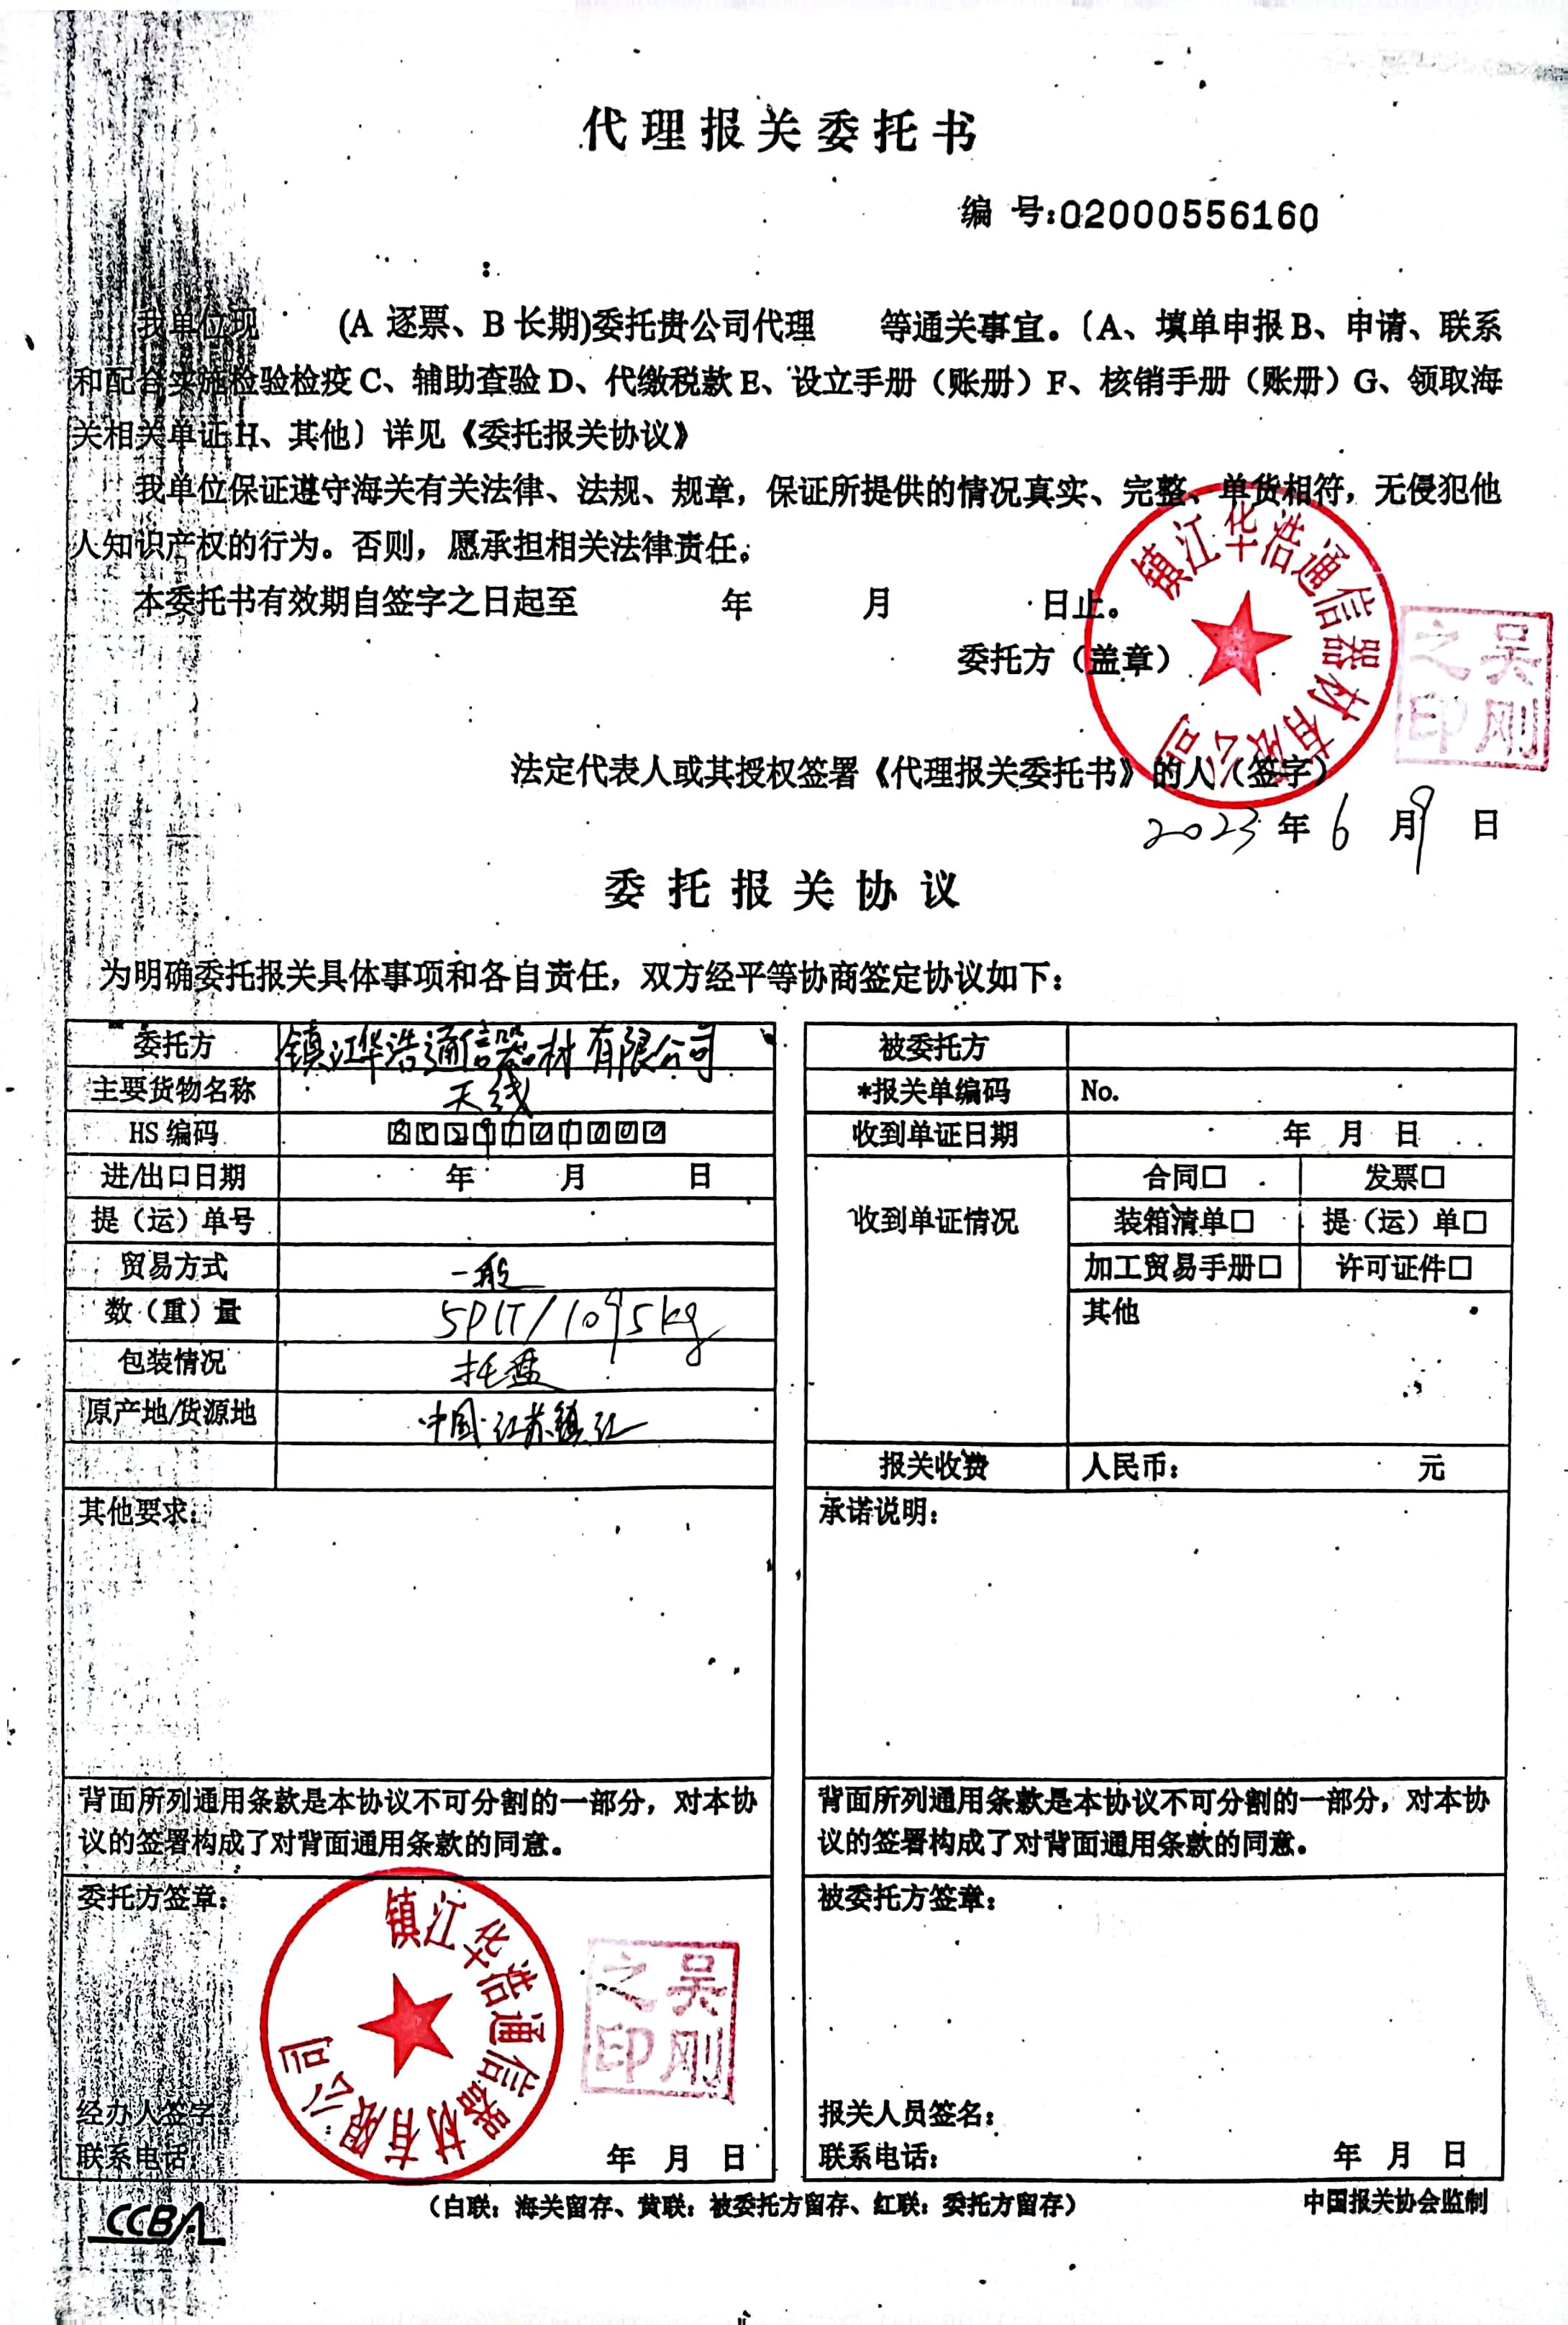 代理报关委托书
编 号:02000556160
:
我单位现 (A 逐票、B 长期)委托贵公司代理 等通关事宜。〔A、填单申报 B、申请、联系
和配合实施检验检疫 C、辅助查验 D、代缴税款 E、设立手册（账册）F、核销手册（账册）G、领取海
关相关单证 H、其他〕详见《委托报关协议》
我单位保证遵守海关有关法律、法规、规章，保证所提供的情况真实、完整、单货相符，无侵犯他
人知识产权的行为。否则，愿承担相关法律责任。
本委托书有效期自签字之日起至 年 月 日止。
委托方（盖章）
镇江华浩通信器材有限公司
吴刚之印
法定代表人或其授权签署《代理报关委托书》的人（签字）
2023 年 6 月 9 日
委托报关协议
为明确委托报关具体事项和各自责任，双方经平等协商签定协议如下：
委托方 镇江华浩通信器材有限公司
主要货物名称 天线
HS 编码
进/出口日期 年 月 日
提（运）单号
贸易方式 一般
数（重）量 5PLT/1095kg
包装情况 托盘
原产地/货源地 中国·江苏镇江
其他要求：
背面所列通用条款是本协议不可分割的一部分，对本协
议的签署构成了对背面通用条款的同意。
委托方签章：
镇江华浩通信器材有限公司
吴刚之印
经办人签字：
联系电话： 年 月 日
被委托方
*报关单编码 No.
收到单证日期 年 月 日
收到单证情况
合同□ 发票□
装箱清单□ 提（运）单□
加工贸易手册□ 许可证件□
其他
报关收费 人民币： 元
承诺说明：
背面所列通用条款是本协议不可分割的一部分，对本协
议的签署构成了对背面通用条款的同意。
被委托方签章：
报关人员签名：
联系电话： 年 月 日
CCBA
（白联：海关留存、黄联：被委托方留存、红联：委托方留存）
中国报关协会监制